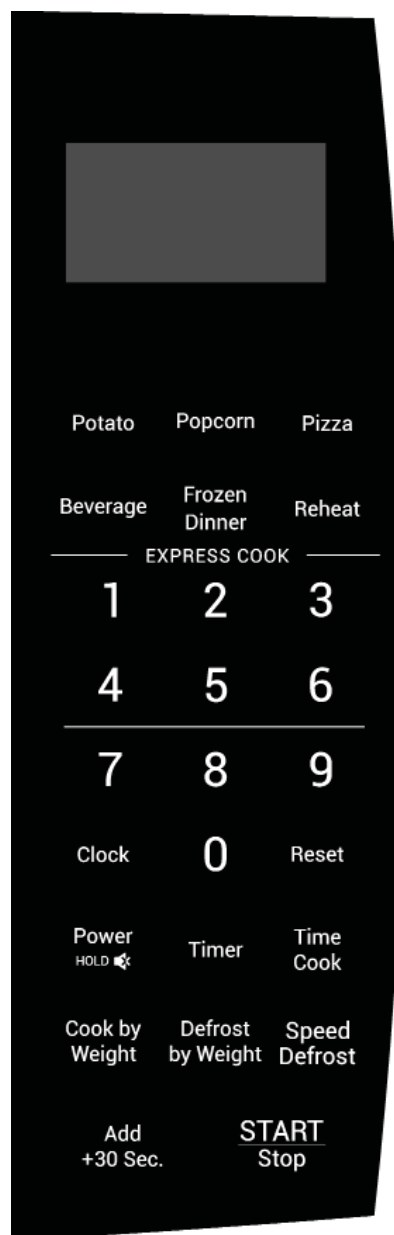 Potato Popcorn Pizza
Beverage Frozen Dinner Reheat
EXPRESS COOK
1 2 3
4 5 6
7 8 9
Clock 0 Reset
Power HOLD Timer Time Cook
Cook by Weight Defrost by Weight Speed Defrost
Add +30 Sec. START Stop